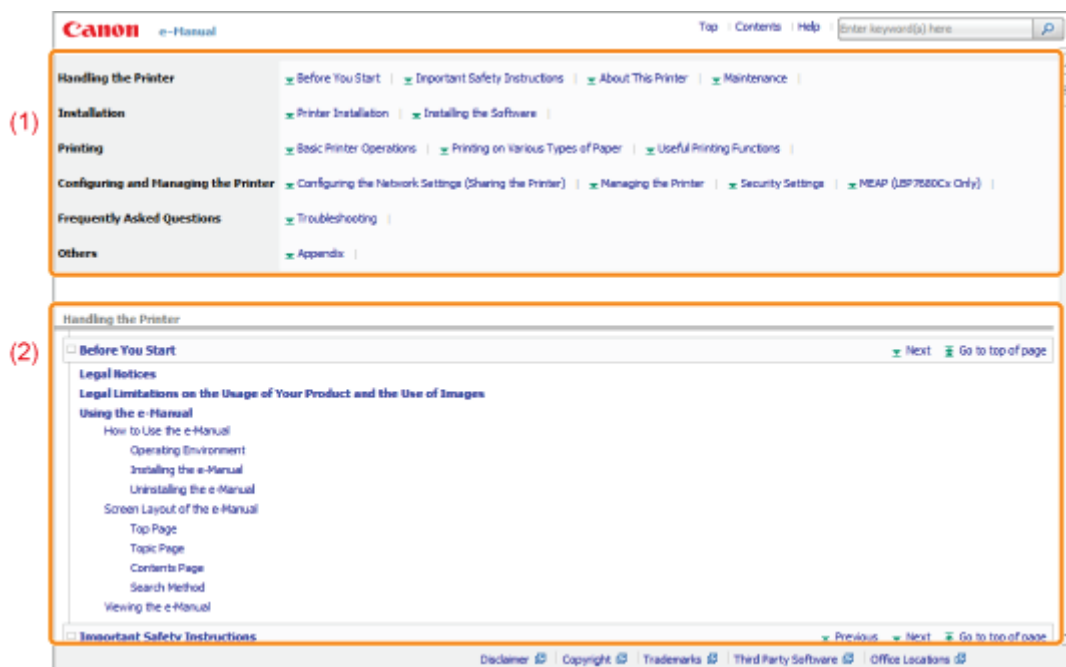 Canon e-Manual Top Contents Help Enter keyword(s) here
(1)
Handling the Printer Before You Start Important Safety Instructions About This Printer Maintenance
Installation Printer Installation Installing the Software
Printing Basic Printer Operations Printing on Various Types of Paper Useful Printing Functions
Configuring and Managing the Printer Configuring the Network Settings (Sharing the Printer) Managing the Printer Security Settings MEAP (LBP7680Cx Only)
Frequently Asked Questions Troubleshooting
Others Appendix
Handling the Printer
(2)
Before You Start Next Go to top of page
Legal Notices
Legal Limitations on the Usage of Your Product and the Use of Images
Using the e-Manual
How to Use the e-Manual
Operating Environment
Installing the e-Manual
Uninstalling the e-Manual
Screen Layout of the e-Manual
Top Page
Topic Page
Contents Page
Search Method
Viewing the e-Manual
Important Safety Instructions Previous Next Go to top of page
Disclaimer Copyright Trademarks Third Party Software Office Locations